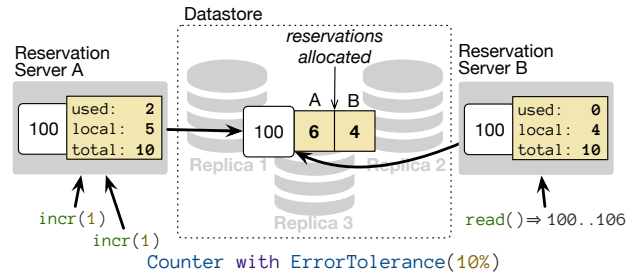 Datastore
Reservation
Server A
100
used: 2
local: 5
total: 10
incr(1)
incr(1)
reservations
allocated
A B
100 6 4
Replica 1
Replica 2
Replica 3
Reservation
Server B
100
used: 0
local: 4
total: 10
read()⇒100..106
Counter with ErrorTolerance(10%)